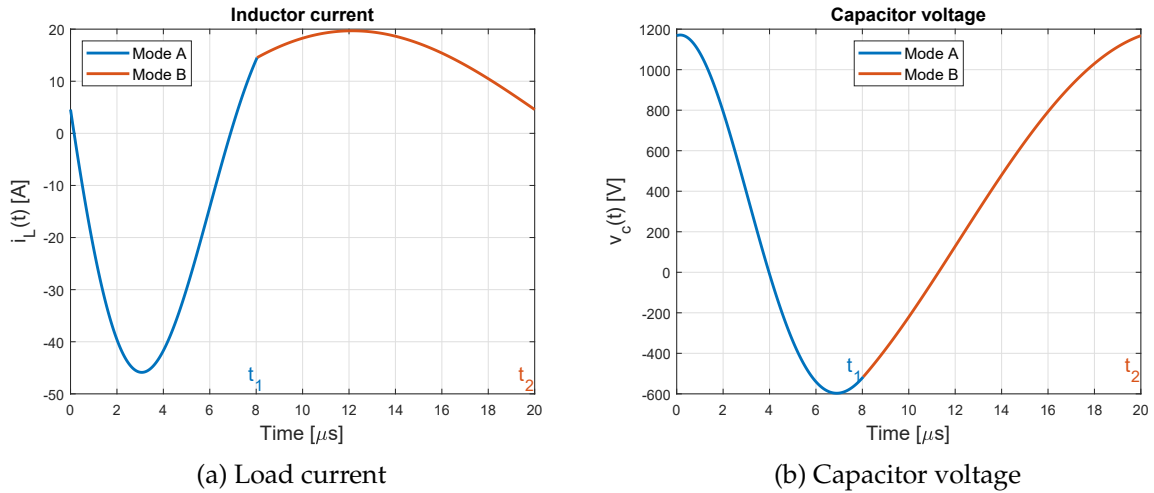 Inductor current
Mode A
Mode B
i_L(t) [A]
20
10
0
-10
-20
-30
-40
-50
t_1
t_2
0 2 4 6 8 10 12 14 16 18 20
Time [μs]
(a) Load current
Capacitor voltage
Mode A
Mode B
v_c(t) [V]
1200
1000
800
600
400
200
0
-200
-400
-600
t_1
t_2
0 2 4 6 8 10 12 14 16 18 20
Time [μs]
(b) Capacitor voltage